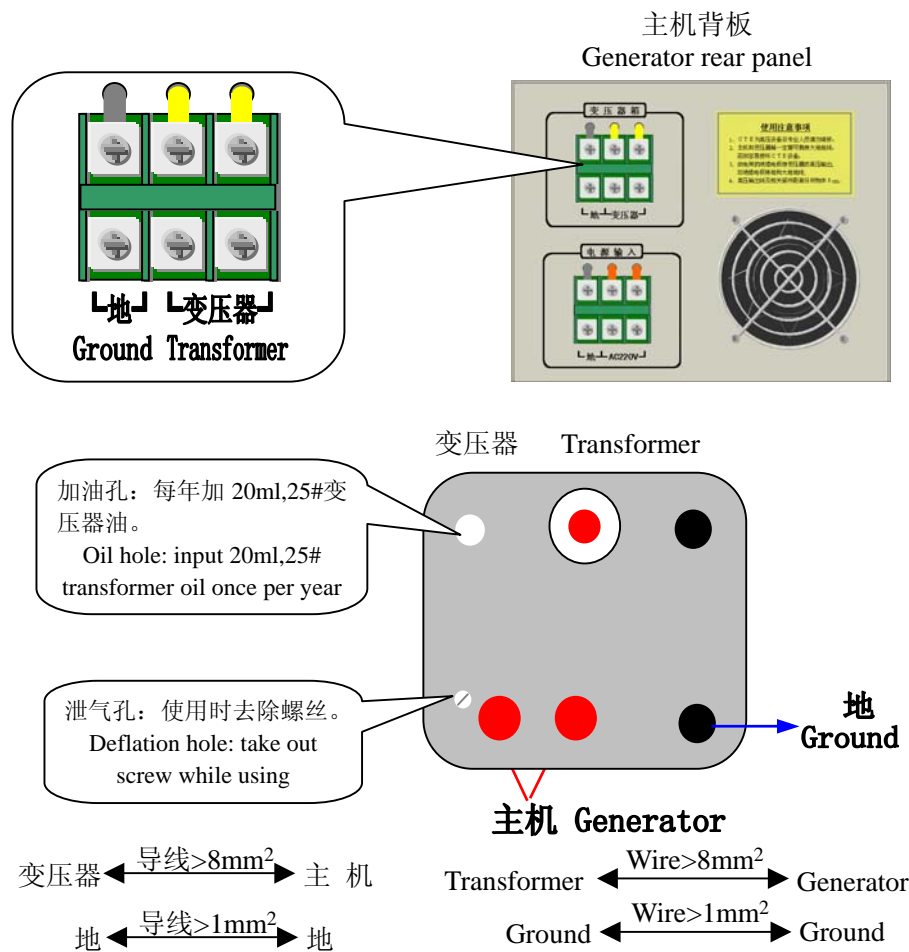 主机背板
Generator rear panel
变压器箱
使用注意事项
地 变压器
电源输入
地 AC220V
地 变压器
Ground Transformer
变压器 Transformer
加油孔：每年加 20ml,25#变
压器油。
Oil hole: input 20ml,25#
transformer oil once per year
泄气孔：使用时去除螺丝。
Deflation hole: take out
screw while using
地
Ground
主机 Generator
变压器 导线>8mm² 主 机
地 导线>1mm² 地
Transformer Wire>8mm² Generator
Ground Wire>1mm² Ground